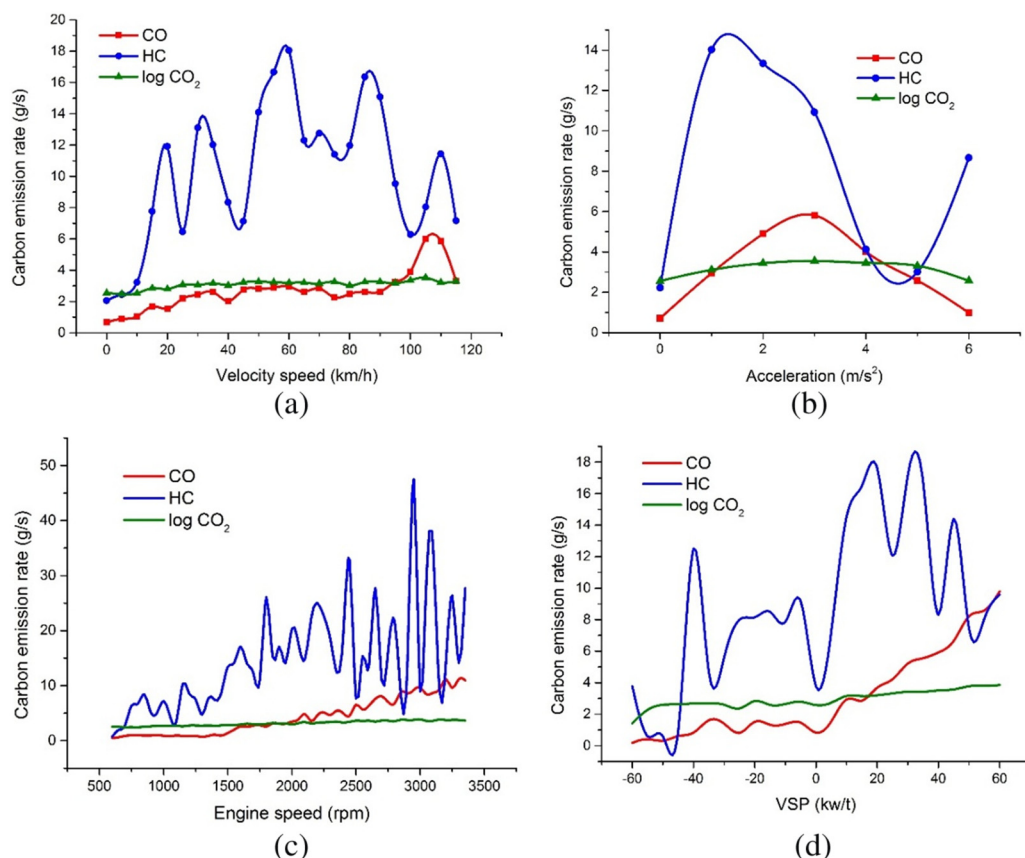 20
18
16
14
12
10
8
6
4
2
0
Carbon emission rate (g/s)
CO
HC
log CO₂
0 20 40 60 80 100 120
Velocity speed (km/h)
(a)
14
12
10
8
6
4
2
0
Carbon emission rate (g/s)
CO
HC
log CO₂
0 2 4 6
Acceleration (m/s²)
(b)
50
40
30
20
10
0
Carbon emission rate (g/s)
CO
HC
log CO₂
500 1000 1500 2000 2500 3000 3500
Engine speed (rpm)
(c)
18
16
14
12
10
8
6
4
2
0
Carbon emission rate (g/s)
CO
HC
log CO₂
-60 -40 -20 0 20 40 60
VSP (kw/t)
(d)